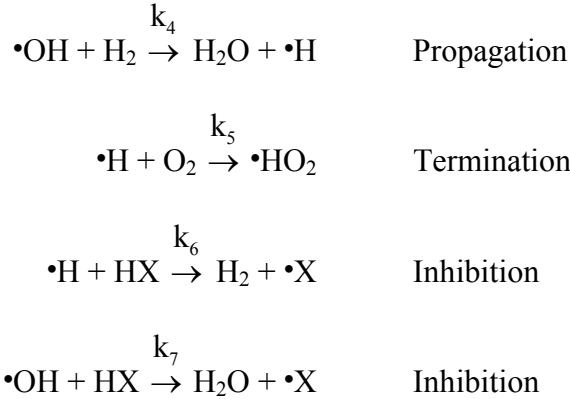 k₄
•OH + H₂ → H₂O + •H Propagation
k₅
•H + O₂ → •HO₂ Termination
k₆
•H + HX → H₂ + •X Inhibition
k₇
•OH + HX → H₂O + •X Inhibition